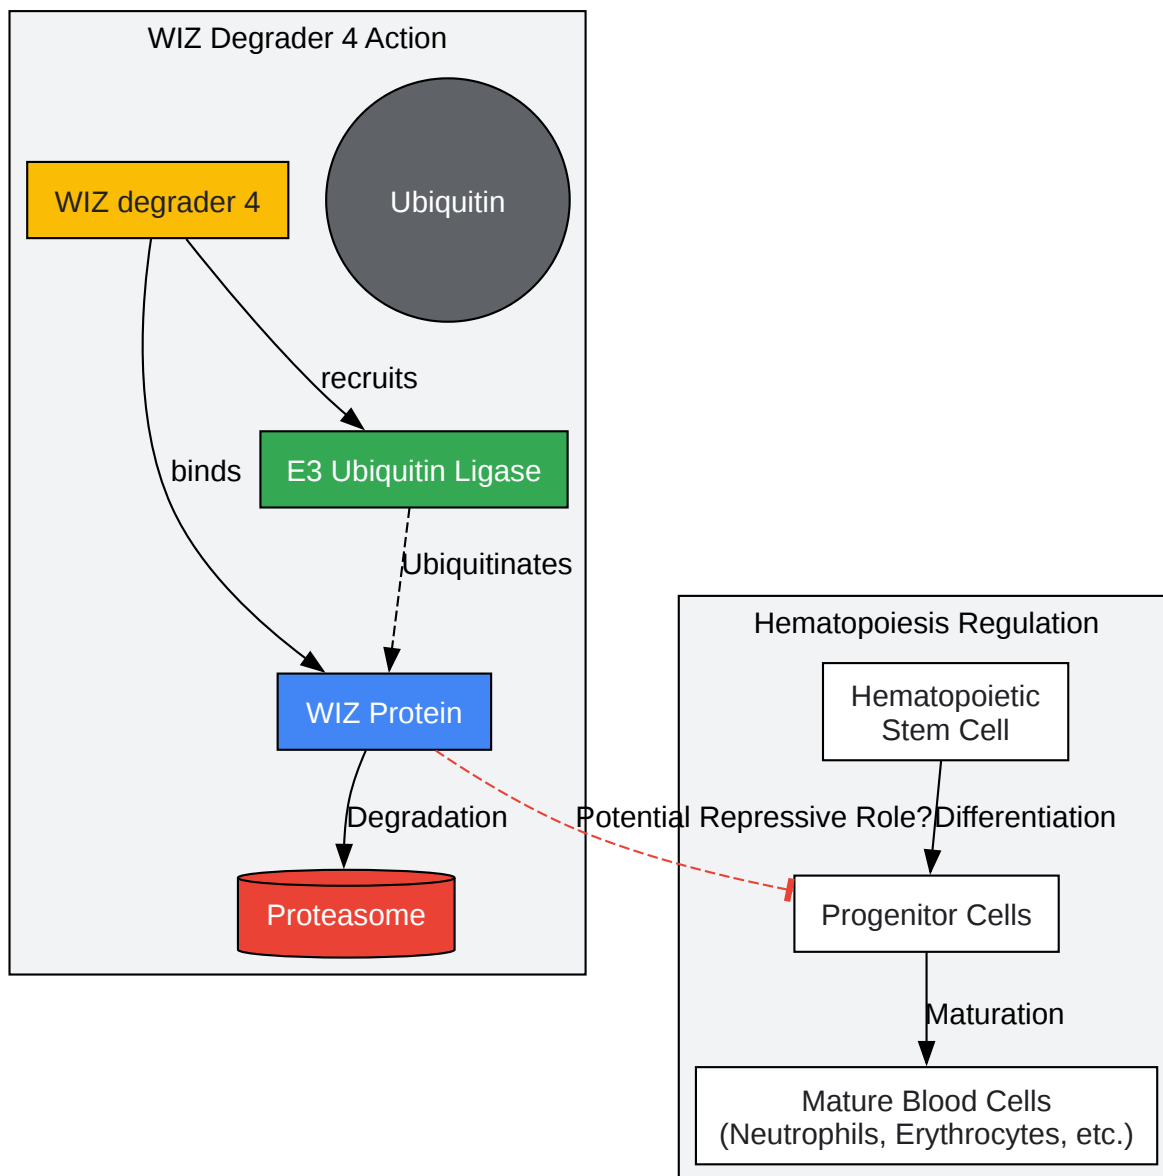 WIZ Degrader 4 Action
Ubiquitin
WIZ degrader 4
recruits
binds
E3 Ubiquitin Ligase
Ubiquitinates
WIZ Protein
Degradation
Proteasome
Potential Repressive Role?
Hematopoiesis Regulation
Hematopoietic
Stem Cell
Differentiation
Progenitor Cells
Maturation
Mature Blood Cells
(Neutrophils, Erythrocytes, etc.)